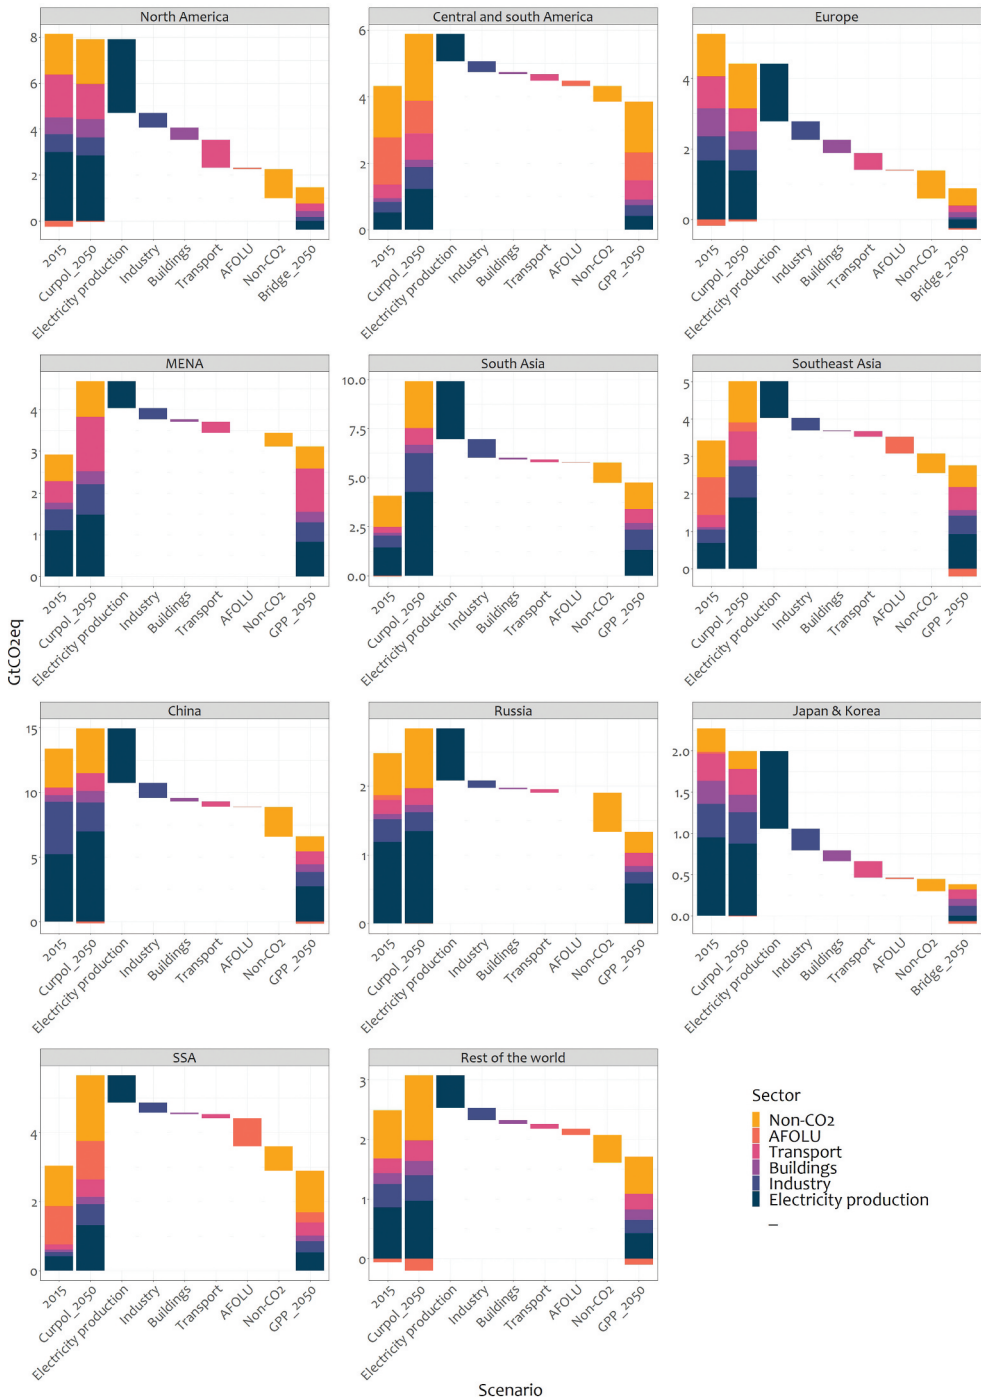 North America
8
6
4
2
0
2015
Curpol_2050
Electricity production
Industry
Buildings
Transport
AFOLU
Non-CO2
Bridge_2050
Central and south America
6
4
2
0
2015
Curpol_2050
Electricity production
Industry
Buildings
Transport
AFOLU
Non-CO2
GPP_2050
Europe
4
2
0
2015
Curpol_2050
Electricity production
Industry
Buildings
Transport
AFOLU
Non-CO2
Bridge_2050
GtCO2eq
MENA
4
3
2
1
0
2015
Curpol_2050
Electricity production
Industry
Buildings
Transport
AFOLU
Non-CO2
GPP_2050
South Asia
10.0
7.5
5.0
2.5
0.0
2015
Curpol_2050
Electricity production
Industry
Buildings
Transport
AFOLU
Non-CO2
GPP_2050
Southeast Asia
5
4
3
2
1
0
2015
Curpol_2050
Electricity production
Industry
Buildings
Transport
AFOLU
Non-CO2
GPP_2050
China
15
10
5
0
2015
Curpol_2050
Electricity production
Industry
Buildings
Transport
AFOLU
Non-CO2
GPP_2050
Russia
2
1
0
2015
Curpol_2050
Electricity production
Industry
Buildings
Transport
AFOLU
Non-CO2
GPP_2050
Japan & Korea
2.0
1.5
1.0
0.5
0.0
2015
Curpol_2050
Electricity production
Industry
Buildings
Transport
AFOLU
Non-CO2
Bridge_2050
SSA
4
2
0
2015
Curpol_2050
Electricity production
Industry
Buildings
Transport
AFOLU
Non-CO2
GPP_2050
Rest of the world
3
2
1
0
2015
Curpol_2050
Electricity production
Industry
Buildings
Transport
AFOLU
Non-CO2
GPP_2050
Sector
Non-CO2
AFOLU
Transport
Buildings
Industry
Electricity production
–
Scenario